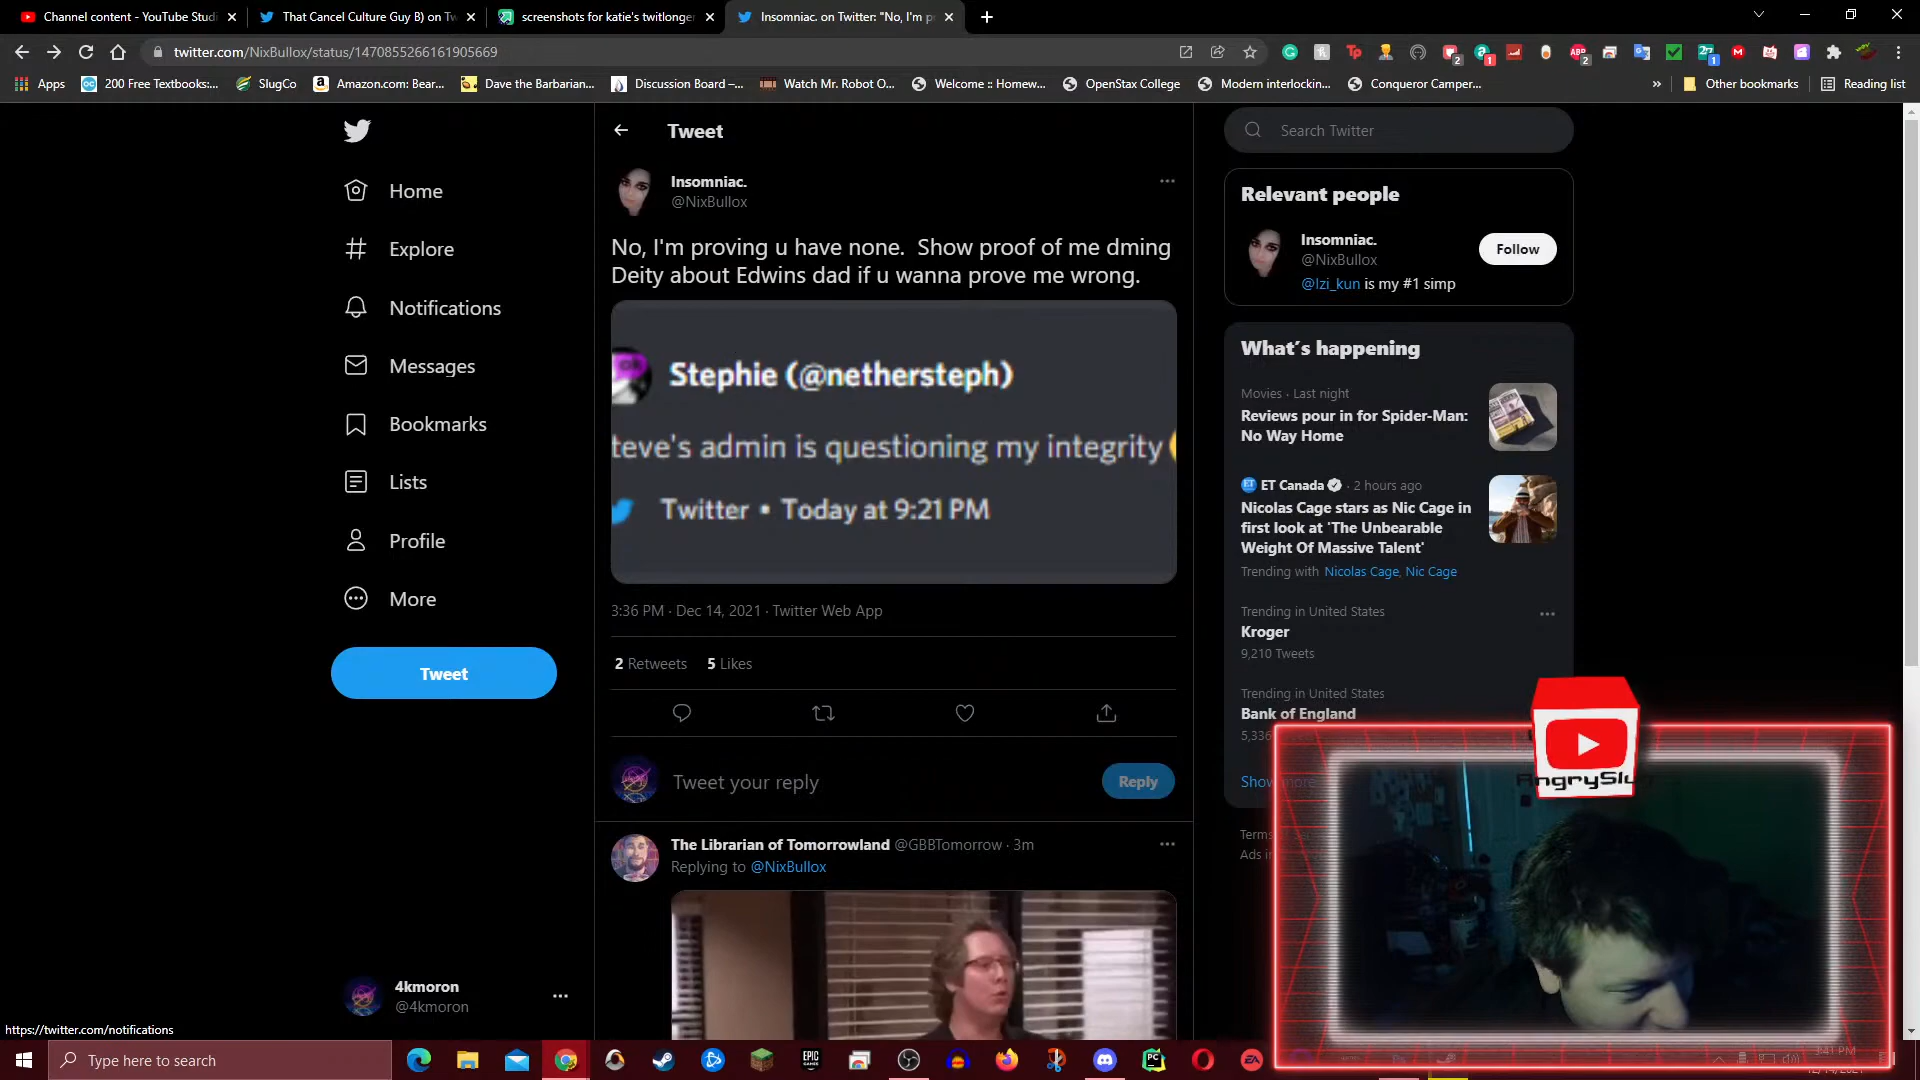 Channel content - YouTube Studi
That Cancel Culture Guy B) on Tw
screenshots for katie's twitlonger
Insomniac. on Twitter: "No, I'm p
twitter.com/NixBullox/status/1470855266161905669
Apps
200 Free Textbooks:...
SlugCo
Amazon.com: Bear...
Dave the Barbarian...
Discussion Board –...
Watch Mr. Robot O...
Welcome :: Homew...
OpenStax College
Modern interlockin...
Conqueror Camper...
Other bookmarks
Reading list
Home
Explore
Notifications
Messages
Bookmarks
Lists
Profile
More
Tweet
4kmoron
@4kmoron
https://twitter.com/notifications
Tweet
Insomniac.
@NixBullox
No, I'm proving u have none. Show proof of me dming
Deity about Edwins dad if u wanna prove me wrong.
Stephie (@nethersteph)
teve's admin is questioning my integrity
Twitter • Today at 9:21 PM
3:36 PM · Dec 14, 2021 · Twitter Web App
2 Retweets 5 Likes
Tweet your reply
Reply
The Librarian of Tomorrowland @GBBTomorrow · 3m
Replying to @NixBullox
Search Twitter
Relevant people
Insomniac.
@NixBullox
Follow
@Izi_kun is my #1 simp
What's happening
Movies · Last night
Reviews pour in for Spider-Man:
No Way Home
ET Canada · 2 hours ago
Nicolas Cage stars as Nic Cage in
first look at 'The Unbearable
Weight Of Massive Talent'
Trending with Nicolas Cage, Nic Cage
Trending in United States
Kroger
9,210 Tweets
Trending in United States
Bank of England
5,336
Show more
Terms
Ads in
AngrySlu
Type here to search
3:41 PM
12/14/2021